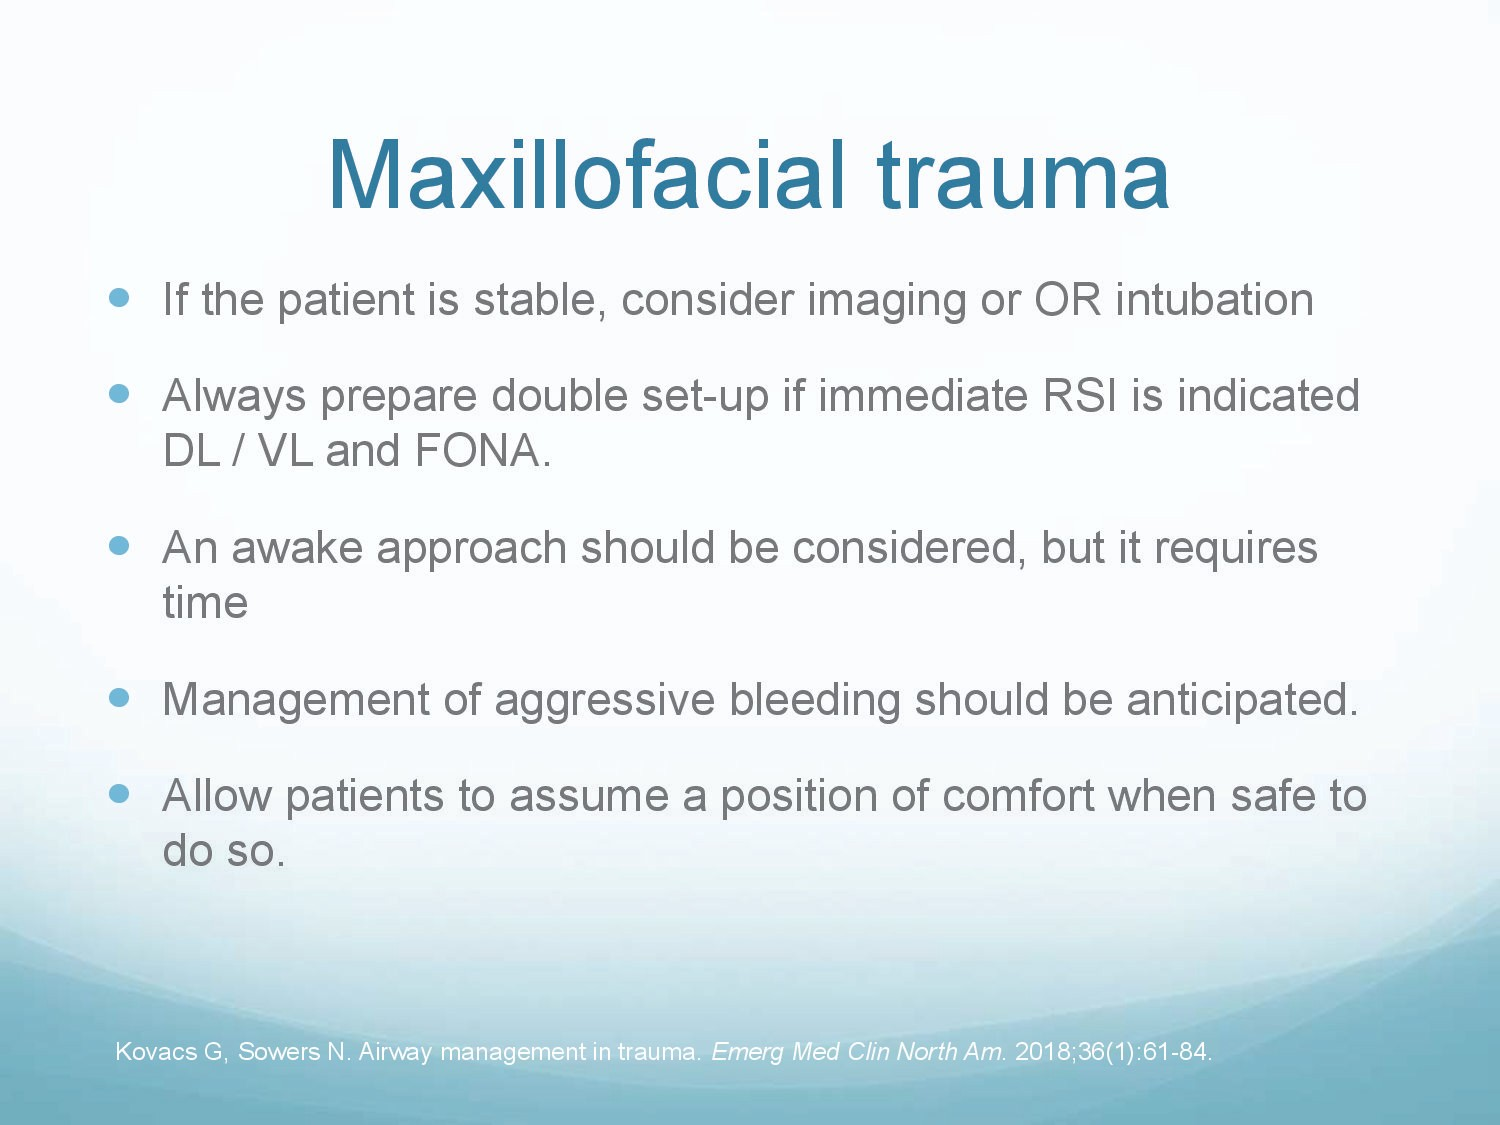 Maxillofacial trauma
• If the patient is stable, consider imaging or OR intubation
• Always prepare double set-up if immediate RSI is indicated
DL / VL and FONA.
• An awake approach should be considered, but it requires
time
• Management of aggressive bleeding should be anticipated.
• Allow patients to assume a position of comfort when safe to
do so.
Kovacs G, Sowers N. Airway management in trauma. Emerg Med Clin North Am. 2018;36(1):61-84.